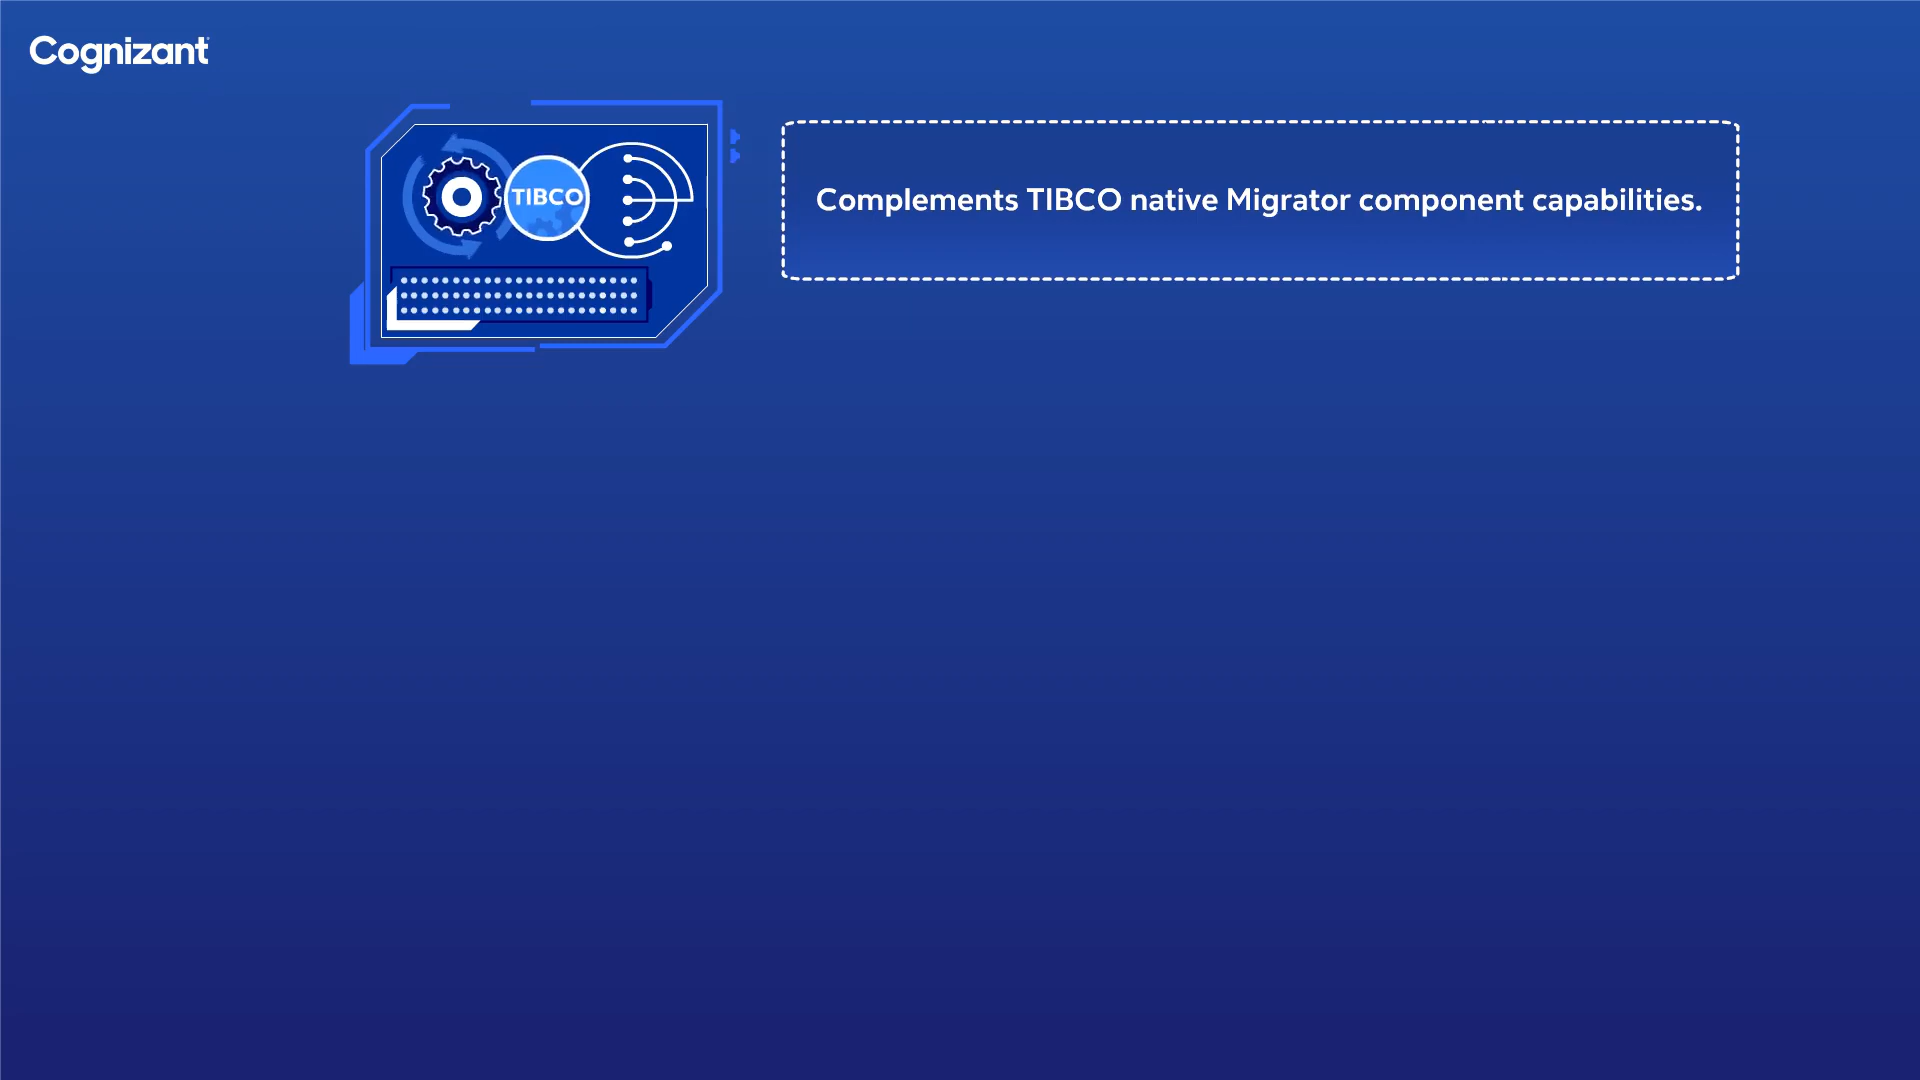 Cognizant
TIBCO
Complements TIBCO native Migrator component capabilities.